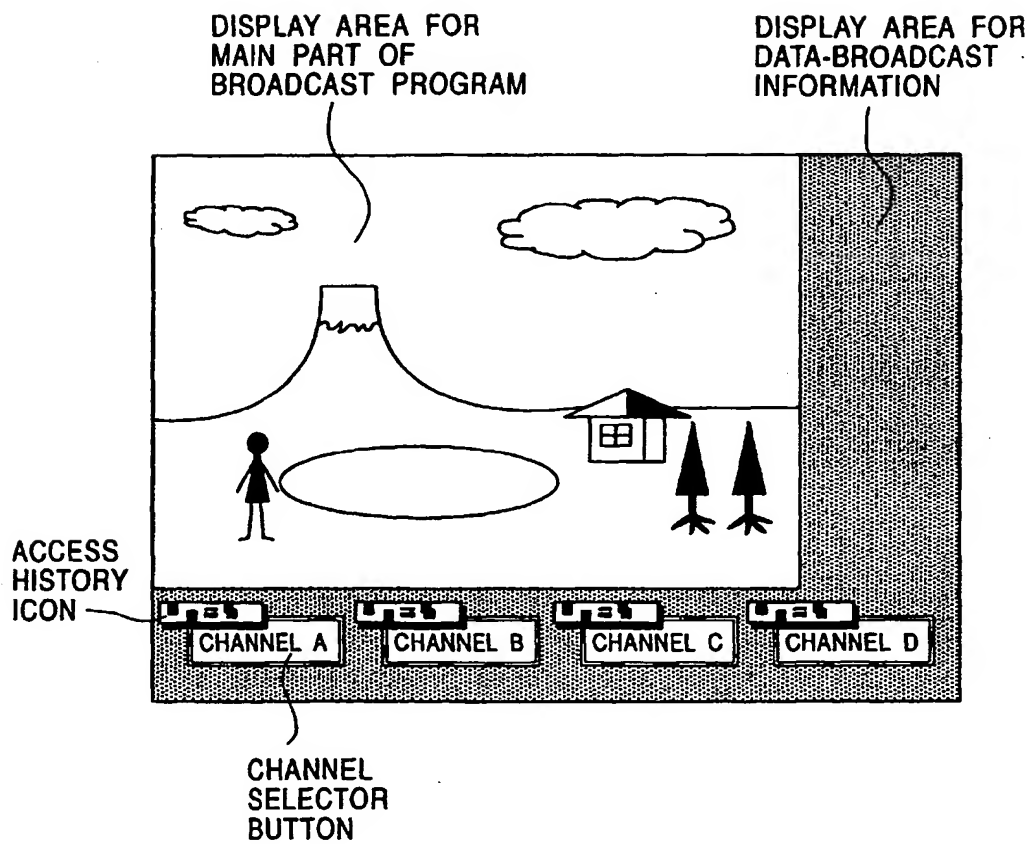 DISPLAY AREA FOR
MAIN PART OF
BROADCAST PROGRAM
DISPLAY AREA FOR
DATA-BROADCAST
INFORMATION
ACCESS
HISTORY
ICON
CHANNEL A
CHANNEL B
CHANNEL C
CHANNEL D
CHANNEL
SELECTOR
BUTTON